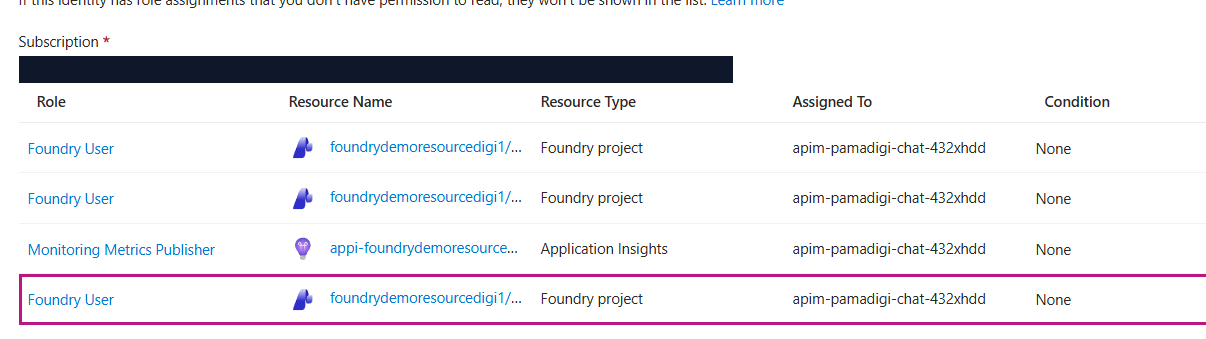 If this identity has role assignments that you don't have permission to read, they won't be shown in the list. Learn more
Subscription *
Role Resource Name Resource Type Assigned To Condition
Foundry User foundrydemoresourcedigi1/... Foundry project apim-pamadigi-chat-432xhdd None
Foundry User foundrydemoresourcedigi1/... Foundry project apim-pamadigi-chat-432xhdd None
Monitoring Metrics Publisher appi-foundrydemoresource... Application Insights apim-pamadigi-chat-432xhdd None
Foundry User foundrydemoresourcedigi1/... Foundry project apim-pamadigi-chat-432xhdd None